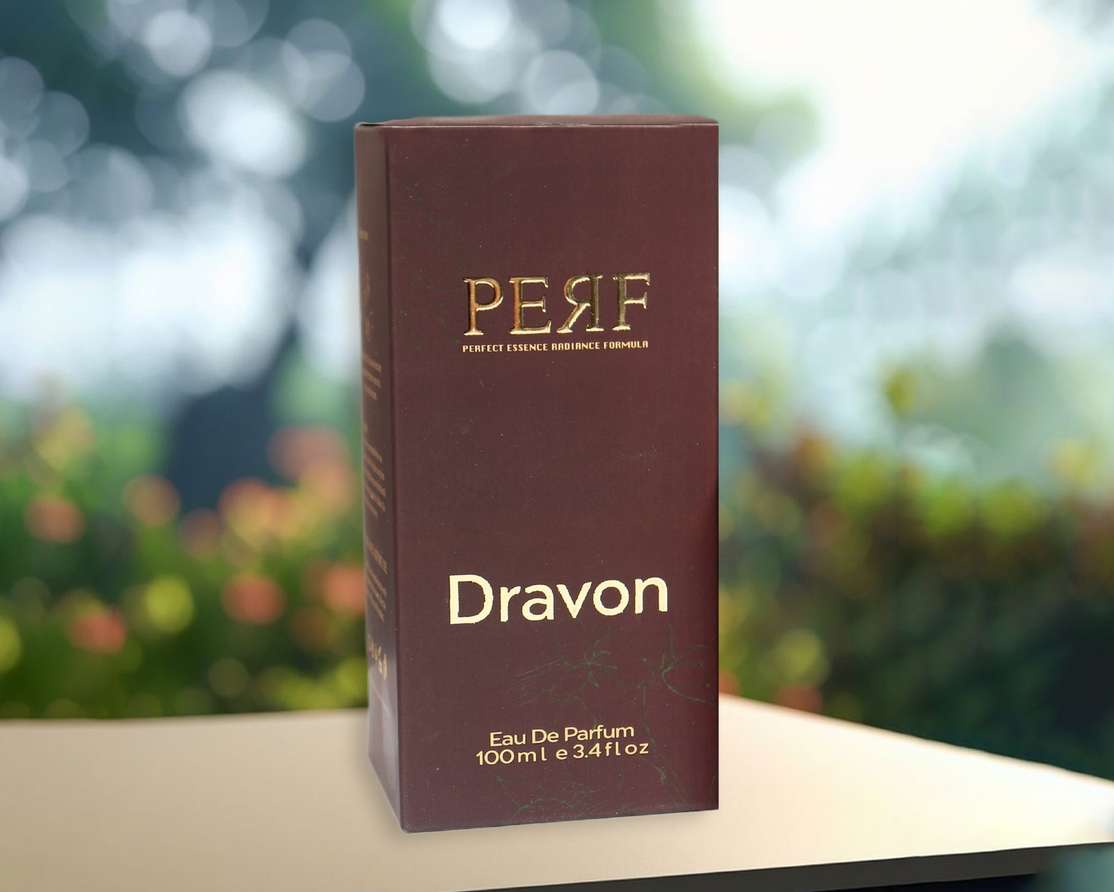 PEЯF
PERFECT ESSENCE RADIANCE FORMULA
Dravon
Eau De Parfum
100ml e 3.4fl oz